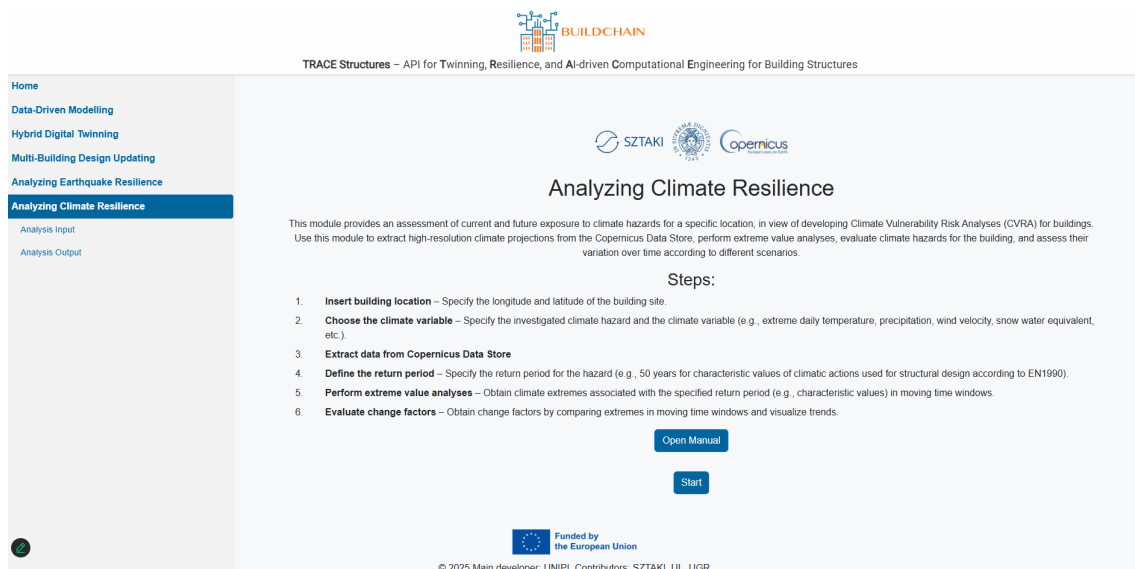 BUILDCHAIN
TRACE Structures – API for Twinning, Resilience, and AI-driven Computational Engineering for Building Structures
Home
Data-Driven Modelling
Hybrid Digital Twinning
Multi-Building Design Updating
Analyzing Earthquake Resilience
Analyzing Climate Resilience
Analysis Input
Analysis Output
SZTAKI
IN SUPREMÆ DIGNITATIS
1343
opernicus
Europe's eyes on Earth
Analyzing Climate Resilience
This module provides an assessment of current and future exposure to climate hazards for a specific location, in view of developing Climate Vulnerability Risk Analyses (CVRA) for buildings.
Use this module to extract high-resolution climate projections from the Copernicus Data Store, perform extreme value analyses, evaluate climate hazards for the building, and assess their
variation over time according to different scenarios.
Steps:
1. Insert building location – Specify the longitude and latitude of the building site.
2. Choose the climate variable – Specify the investigated climate hazard and the climate variable (e.g., extreme daily temperature, precipitation, wind velocity, snow water equivalent,
etc.).
3. Extract data from Copernicus Data Store
4. Define the return period – Specify the return period for the hazard (e.g., 50 years for characteristic values of climatic actions used for structural design according to EN1990).
5. Perform extreme value analyses – Obtain climate extremes associated with the specified return period (e.g., characteristic values) in moving time windows.
6. Evaluate change factors – Obtain change factors by comparing extremes in moving time windows and visualize trends.
Open Manual
Start
Funded by
the European Union
© 2025 Main developer: UNIPI. Contributors: SZTAKI, UL, UGR